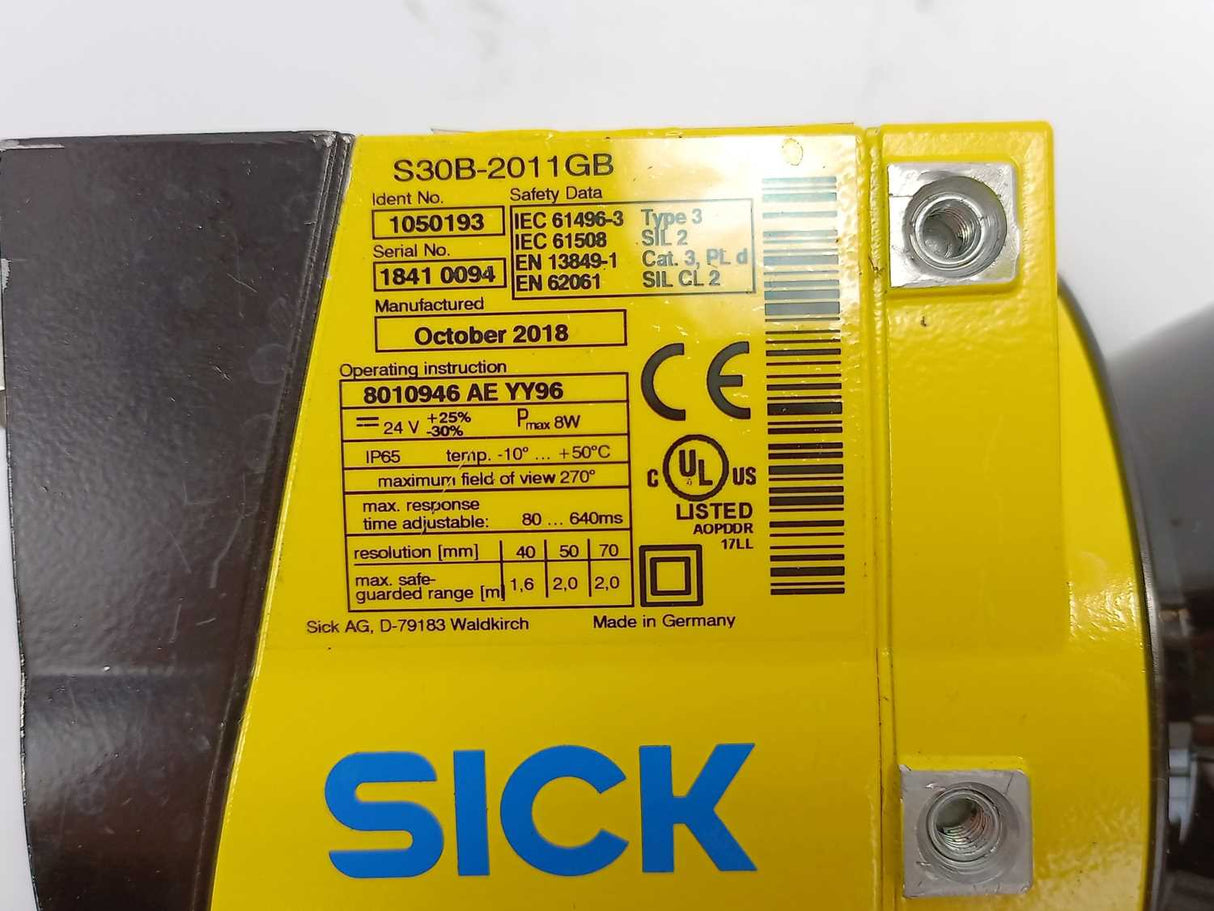 S30B-2011GB
Ident No.
1050193
Safety Data
IEC 61496-3 Type 3
IEC 61508 SIL 2
EN 13849-1 Cat. 3, PL d
EN 62061 SIL CL 2
Serial No.
1841 0094
Manufactured
October 2018
Operating instruction
8010946 AE YY96
24 V +25% -30% Pmax 8W
IP65 temp. -10° ... +50°C
maximum field of view 270°
max. response
time adjustable: 80 ... 640ms
resolution [mm] 40 50 70
max. safe-
guarded range [m] 1,6 2,0 2,0
CE
C UL US
LISTED
AOPDDR
17LL
Sick AG, D-79183 Waldkirch Made in Germany
SICK